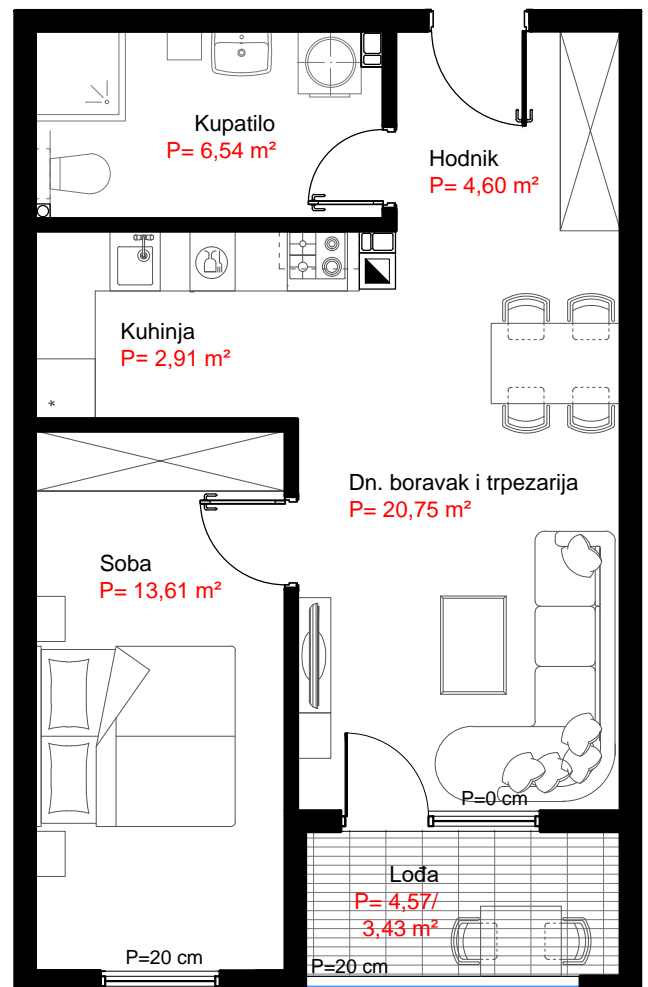 Kupatilo
P= 6,54 m²
Hodnik
P= 4,60 m²
Kuhinja
P= 2,91 m²
*
Dn. boravak i trpezarija
P= 20,75 m²
Soba
P= 13,61 m²
P=0 cm
Lođa
P= 4,57/
3,43 m²
P=20 cm
P=20 cm